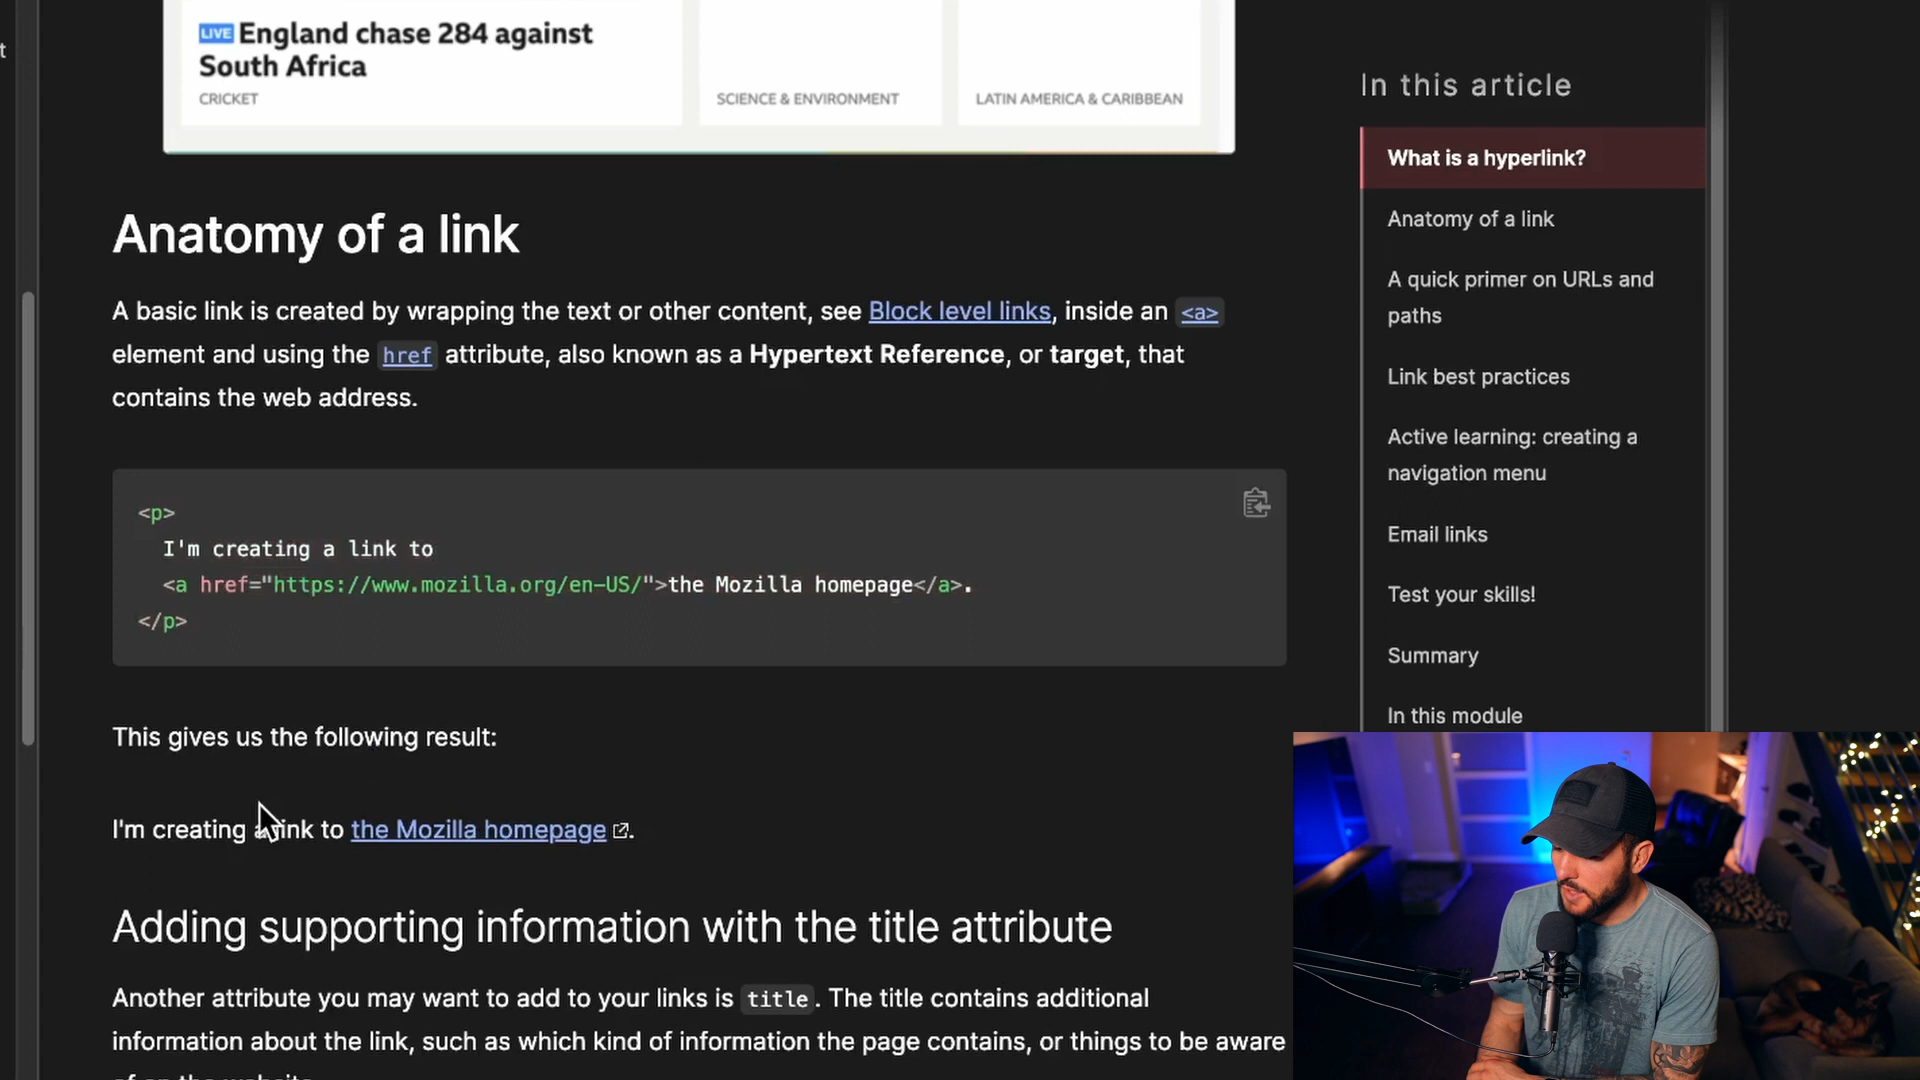 t
LIVE England chase 284 against
South Africa
CRICKET
SCIENCE & ENVIRONMENT
LATIN AMERICA & CARIBBEAN
Anatomy of a link
A basic link is created by wrapping the text or other content, see Block level links, inside an <a>
element and using the href attribute, also known as a Hypertext Reference, or target, that
contains the web address.
<p>
I'm creating a link to
<a href="https://www.mozilla.org/en-US/">the Mozilla homepage</a>.
</p>
This gives us the following result:
I'm creating a link to the Mozilla homepage.
Adding supporting information with the title attribute
Another attribute you may want to add to your links is title. The title contains additional
information about the link, such as which kind of information the page contains, or things to be aware
of on the website
In this article
What is a hyperlink?
Anatomy of a link
A quick primer on URLs and
paths
Link best practices
Active learning: creating a
navigation menu
Email links
Test your skills!
Summary
In this module